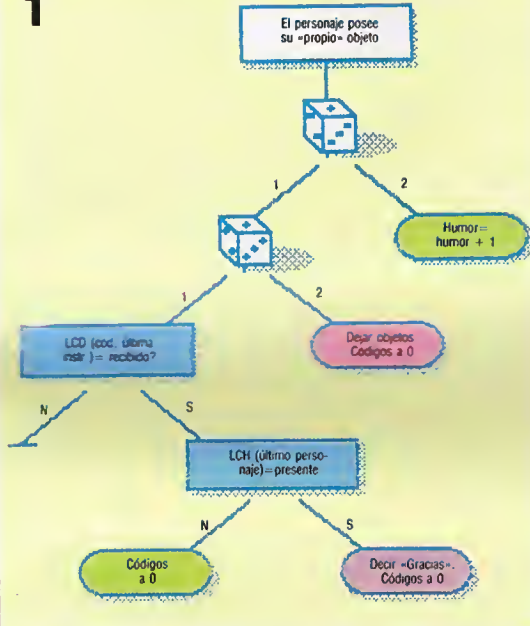 1
El personaje posee
su «propio» objeto
1
2
Humor=
humor + 1
1
2
LCD (cód. última
instr.)= recibido?
Dejar objetos
Códigos a 0
N
S
LCH (último perso-
naje)=presente
N
S
Códigos
a 0
Decir «Gracias».
Códigos a 0